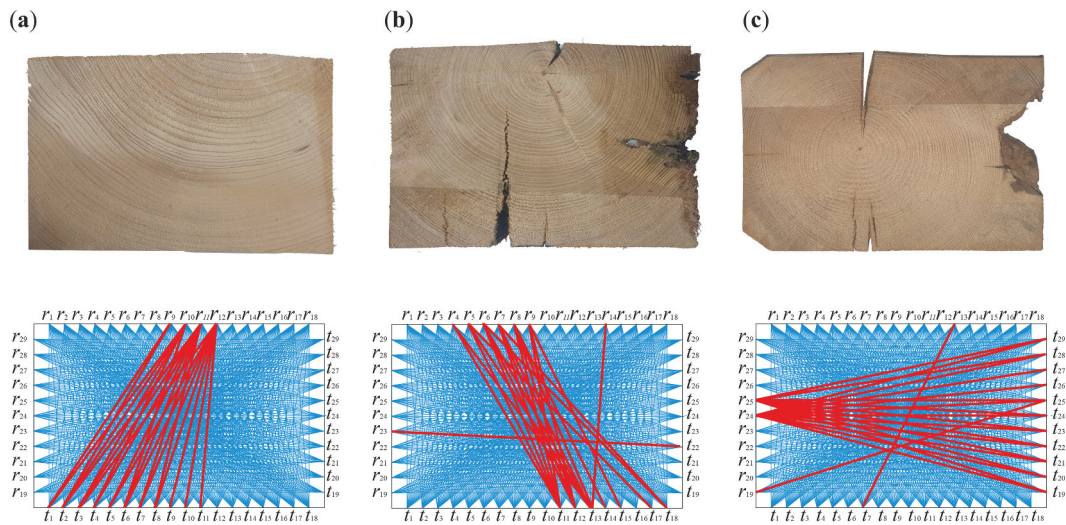 (a) (b) (c)
r1 r2 r3 r4 r5 r6 r7 r8 r9 r10 r11 r12 r13 r14 r15 r16 r17 r18 r1 r2 r3 r4 r5 r6 r7 r8 r9 r10 r11 r12 r13 r14 r15 r16 r17 r18 r1 r2 r3 r4 r5 r6 r7 r8 r9 r10 r11 r12 r13 r14 r15 r16 r17 r18
r29 t29 r29 t29 r29 t29
r28 t28 r28 t28 r28 t28
r27 t27 r27 t27 r27 t27
r26 t26 r26 t26 r26 t26
r25 t25 r25 t25 r25 t25
r24 t24 r24 t24 r24 t24
r23 t23 r23 t23 r23 t23
r22 t22 r22 t22 r22 t22
r21 t21 r21 t21 r21 t21
r20 t20 r20 t20 r20 t20
r19 t19 r19 t19 r19 t19
t1 t2 t3 t4 t5 t6 t7 t8 t9 t10 t11 t12 t13 t14 t15 t16 t17 t18 t1 t2 t3 t4 t5 t6 t7 t8 t9 t10 t11 t12 t13 t14 t15 t16 t17 t18 t1 t2 t3 t4 t5 t6 t7 t8 t9 t10 t11 t12 t13 t14 t15 t16 t17 t18